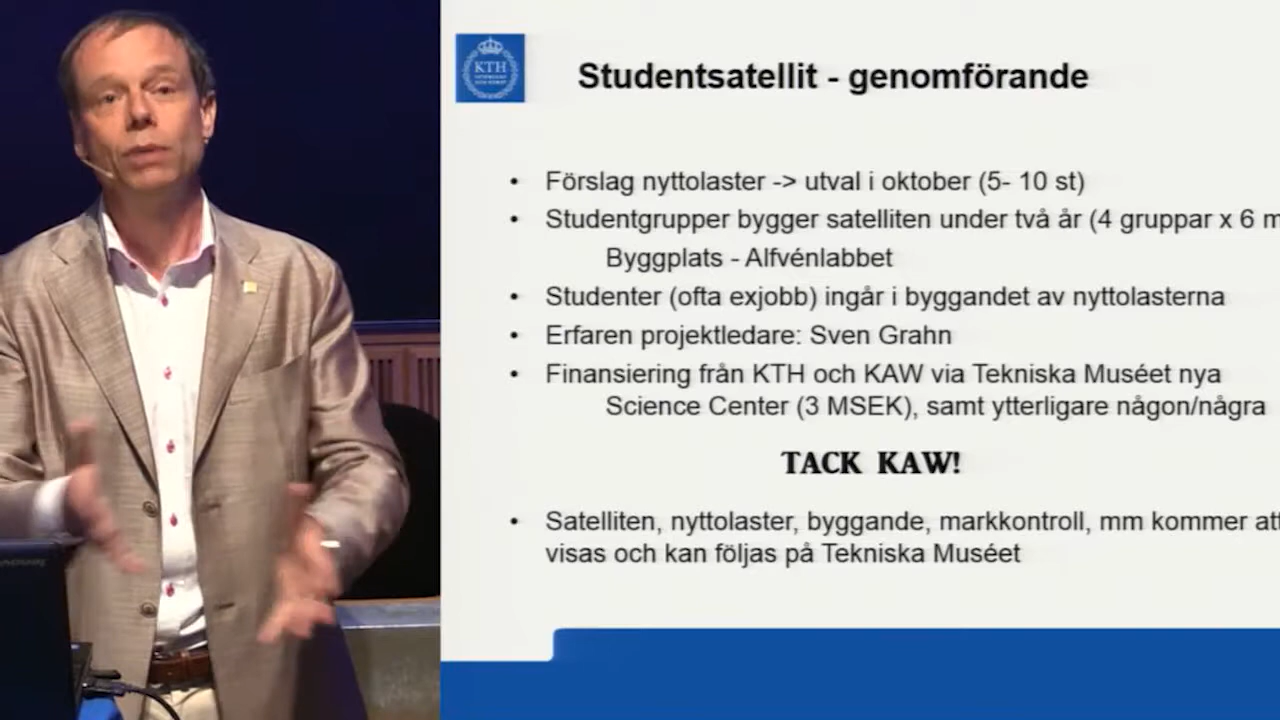 KTH
Studentsatellit - genomförande
• Förslag nyttolaster -> utval i oktober (5- 10 st)
• Studentgrupper bygger satelliten under två år (4 gruppar x 6 m
Byggplats - Alfvénlabbet
• Studenter (ofta exjobb) ingår i byggandet av nyttolasterna
• Erfaren projektledare: Sven Grahn
• Finansiering från KTH och KAW via Tekniska Muséet nya
Science Center (3 MSEK), samt ytterligare någon/några
TACK KAW!
• Satelliten, nyttolaster, byggande, markkontroll, mm kommer att
visas och kan följas på Tekniska Muséet